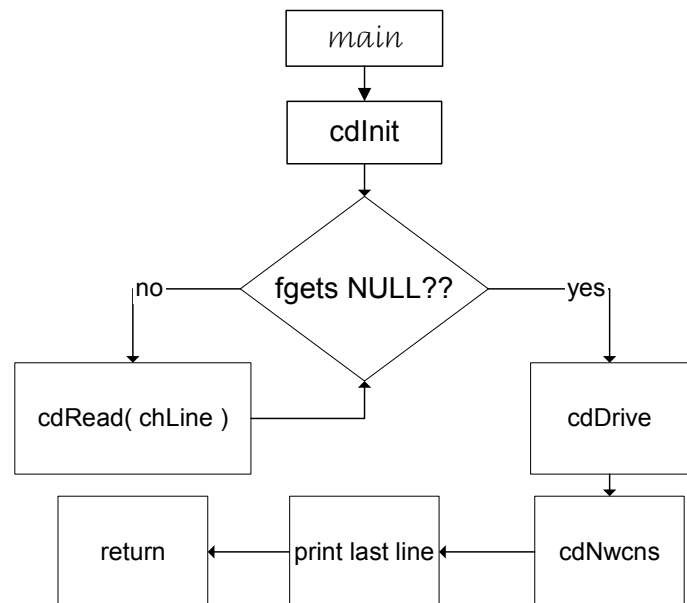 main
cdInit
fgets NULL??
no
yes
cdRead( chLine )
cdDrive
return
print last line
cdNwcns